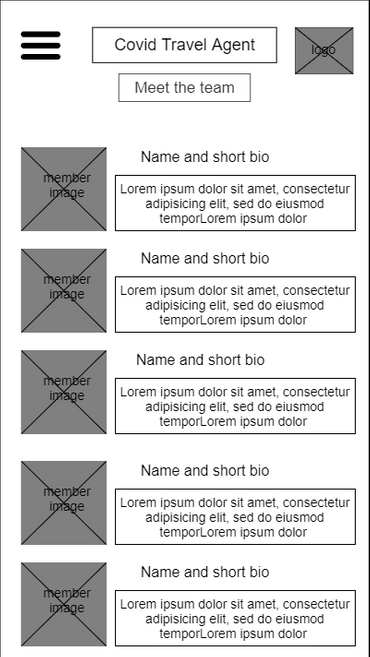 Covid Travel Agent
logo
Meet the team
Name and short bio
member
image
Lorem ipsum dolor sit amet, consectetur
adipisicing elit, sed do eiusmod
temporLorem ipsum dolor
Name and short bio
member
image
Lorem ipsum dolor sit amet, consectetur
adipisicing elit, sed do eiusmod
temporLorem ipsum dolor
Name and short bio
member
image
Lorem ipsum dolor sit amet, consectetur
adipisicing elit, sed do eiusmod
temporLorem ipsum dolor
Name and short bio
member
image
Lorem ipsum dolor sit amet, consectetur
adipisicing elit, sed do eiusmod
temporLorem ipsum dolor
Name and short bio
member
image
Lorem ipsum dolor sit amet, consectetur
adipisicing elit, sed do eiusmod
temporLorem ipsum dolor